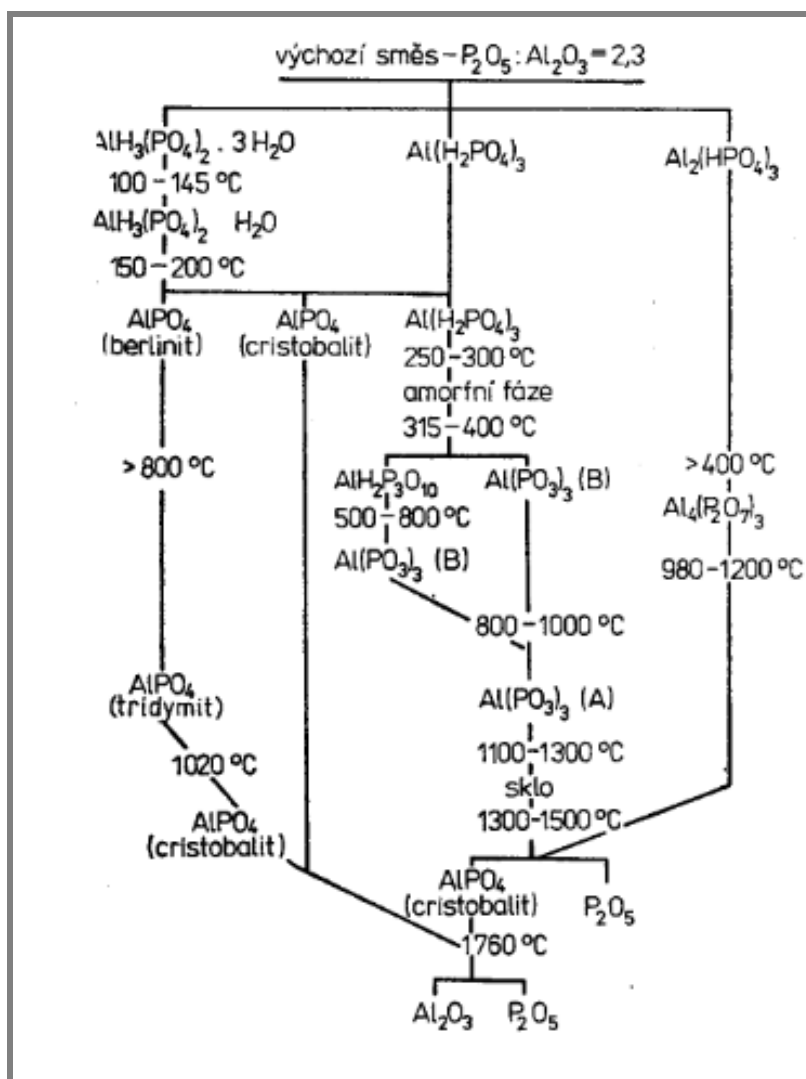 výchozí směs – P₂O₅ : Al₂O₃ = 2,3
AlH₃(PO₄)₂ . 3 H₂O
Al(H₂PO₄)₃
Al₂(HPO₄)₃
100 – 145 °C
AlH₃(PO₄)₂ H₂O
150 – 200 °C
AlPO₄
(berlinit)
AlPO₄
(cristobalit)
Al(H₂PO₄)₃
250 – 300 °C
amorfní fáze
315 – 400 °C
> 800 °C
AlH₂P₃O₁₀
Al(PO₃)₃ (B)
> 400 °C
500 – 800 °C
Al₄(P₂O₇)₃
Al(PO₃)₃ (B)
980 – 1200 °C
800 – 1000 °C
AlPO₄
(tridymit)
Al(PO₃)₃ (A)
1020 °C
1100 – 1300 °C
sklo
AlPO₄
(cristobalit)
1300 – 1500 °C
AlPO₄
(cristobalit)
P₂O₅
1760 °C
Al₂O₃
P₂O₅